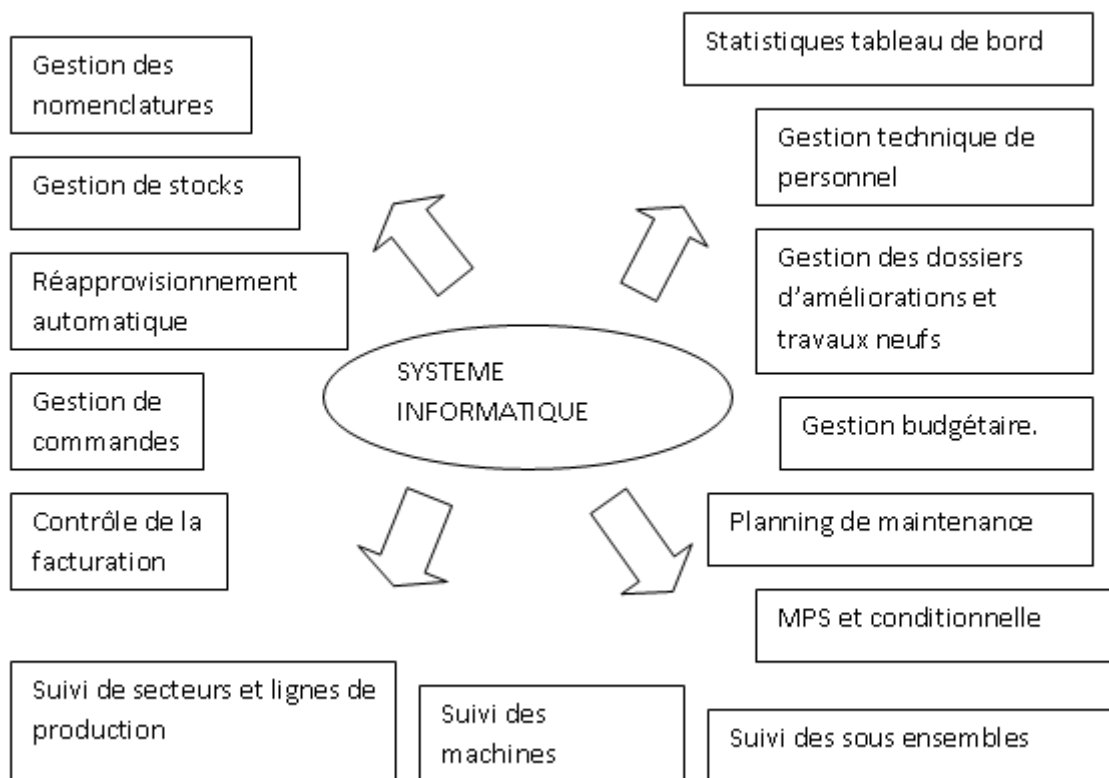 Gestion des
nomenclatures
Gestion de stocks
Réapprovisionnement
automatique
Gestion de
commandes
Contrôle de la
facturation
Suivi de secteurs et lignes de
production
SYSTEME
INFORMATIQUE
Suivi des
machines
Statistiques tableau de bord
Gestion technique de
personnel
Gestion des dossiers
d’améliorations et
travaux neufs
Gestion budgétaire.
Planning de maintenance
MPS et conditionnelle
Suivi des sous ensembles